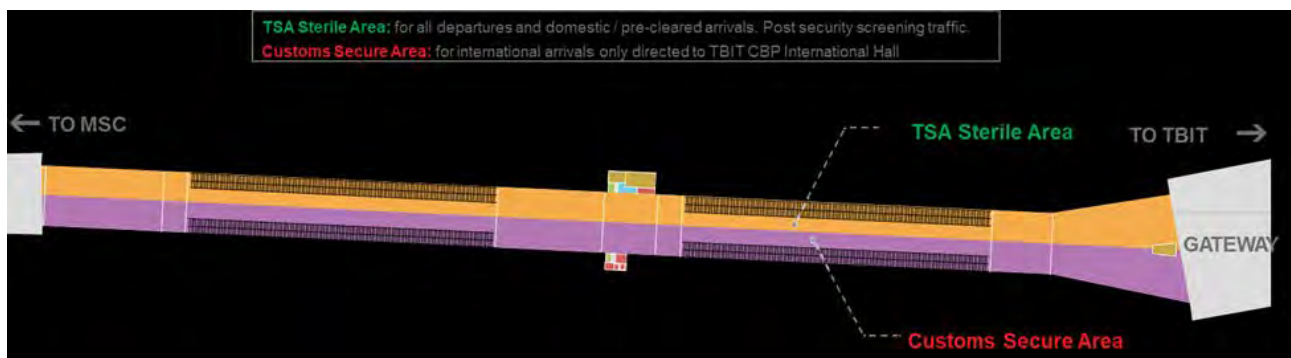 TSA Sterile Area: for all departures and domestic / pre-cleared arrivals. Post security screening traffic.
Customs Secure Area: for international arrivals only directed to TBIT CBP International Hall
← TO MSC
TSA Sterile Area
TO TBIT →
GATEWAY
Customs Secure Area